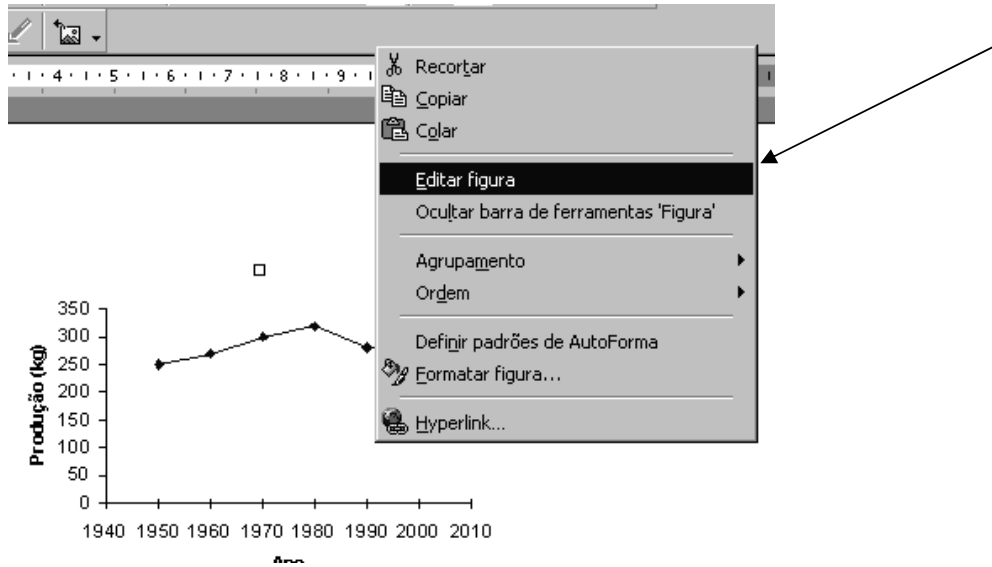 4 5 6 7 8 9
Recortar
Copiar
Colar
Editar figura
Ocultar barra de ferramentas 'Figura'
Agrupamento
Ordem
Definir padrões de AutoForma
Formatar figura...
Hyperlink...
350
300
250
200
150
100
50
0
Produção (kg)
1940 1950 1960 1970 1980 1990 2000 2010
Ano